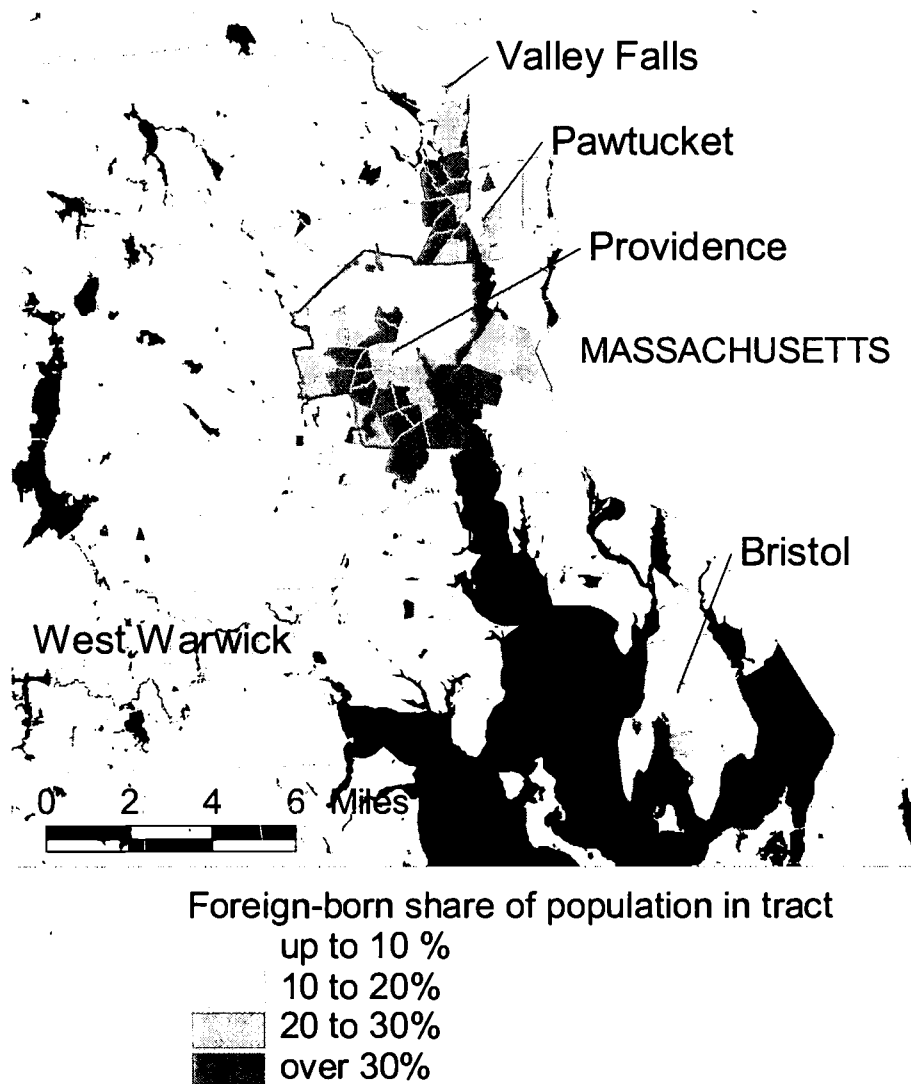 Valley Falls
Pawtucket
Providence
MASSACHUSETTS
Bristol
West Warwick
0 2 4 6 Miles
Foreign-born share of population in tract
up to 10 %
10 to 20%
20 to 30%
over 30%